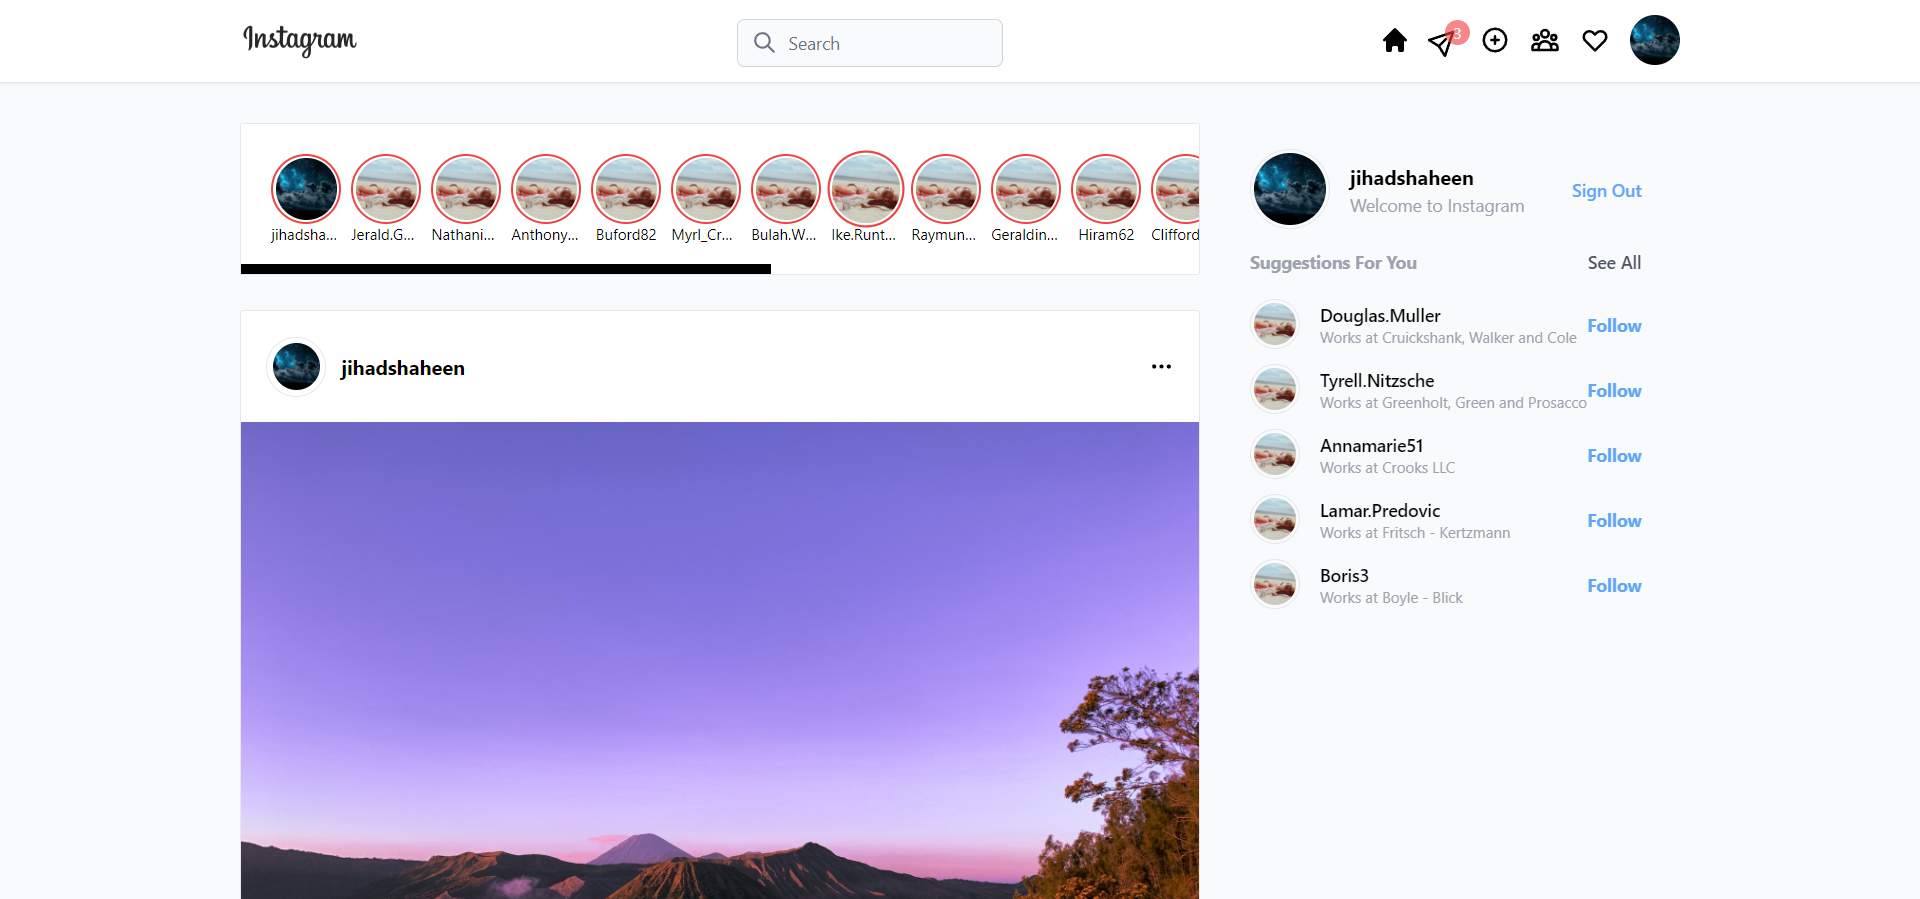 Instagram
Search
3
jihadsha...
Jerald.G...
Nathani...
Anthony...
Buford82
Myrl_Cr...
Bulah.W...
Ike.Runt...
Raymun...
Geraldin...
Hiram62
Clifford
jihadshaheen
jihadshaheen
Welcome to Instagram
Sign Out
Suggestions For You
See All
Douglas.Muller
Works at Cruickshank, Walker and Cole
Follow
Tyrell.Nitzsche
Works at Greenholt, Green and Prosacco
Follow
Annamarie51
Works at Crooks LLC
Follow
Lamar.Predovic
Works at Fritsch - Kertzmann
Follow
Boris3
Works at Boyle - Blick
Follow